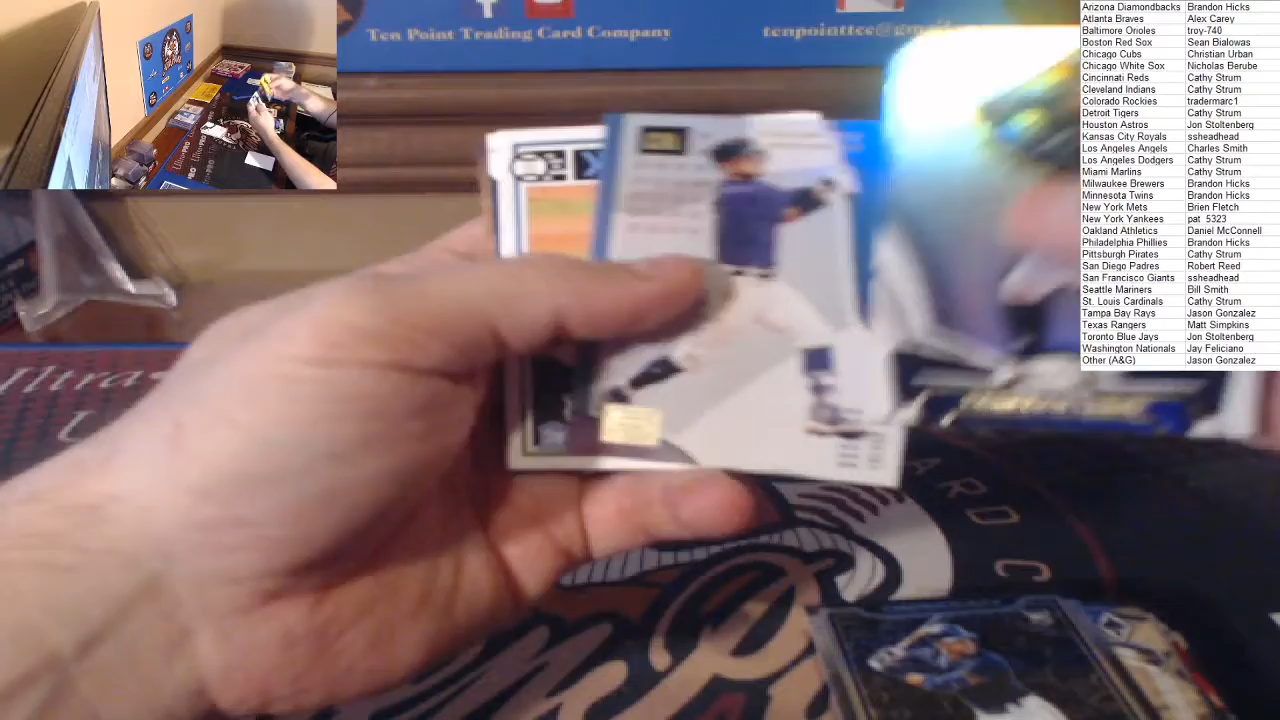 Ten Point Trading Card Company
Arizona Diamondbacks Brandon Hicks
Atlanta Braves Alex Carey
Baltimore Orioles troy-740
Boston Red Sox Sean Bialowas
Chicago Cubs Christian Urban
Chicago White Sox Nicholas Berube
Cincinnati Reds Cathy Strum
Cleveland Indians Cathy Strum
Colorado Rockies tradermarc1
Detroit Tigers Cathy Strum
Houston Astros Jon Stoltenberg
Kansas City Royals ssheadhead
Los Angeles Angels Charles Smith
Los Angeles Dodgers Cathy Strum
Miami Marlins Cathy Strum
Milwaukee Brewers Brandon Hicks
Minnesota Twins Brandon Hicks
New York Mets Brien Fletch
New York Yankees pat 5323
Oakland Athletics Daniel McConnell
Philadelphia Phillies Brandon Hicks
Pittsburgh Pirates Cathy Strum
San Diego Padres Robert Reed
San Francisco Giants ssheadhead
Seattle Mariners Bill Smith
St. Louis Cardinals Cathy Strum
Tampa Bay Rays Jason Gonzalez
Texas Rangers Matt Simpkins
Toronto Blue Jays Jon Stoltenberg
Washington Nationals Jay Feliciano
Other (A&G) Jason Gonzalez
Ultra
ARD C